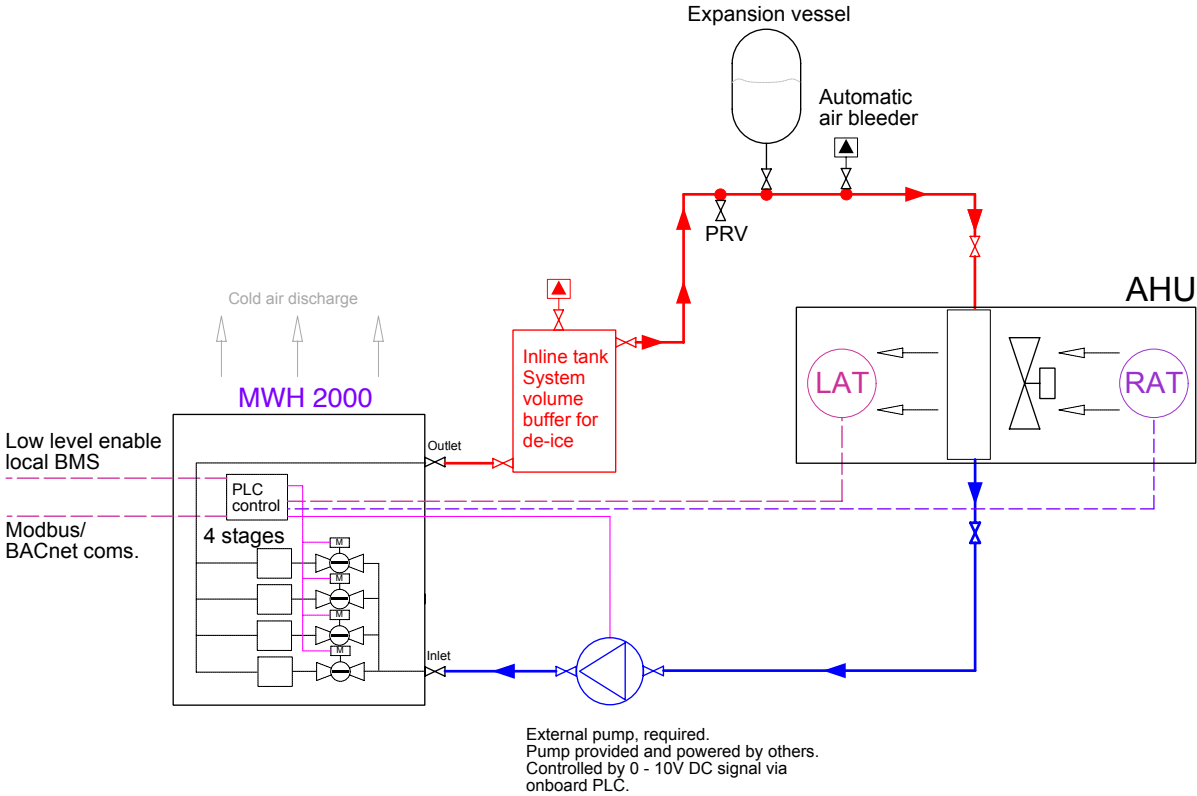 Expansion vessel
Automatic
air bleeder
PRV
AHU
Cold air discharge
MWH 2000
Inline tank
System
volume
buffer for
de-ice
LAT
RAT
Low level enable
local BMS
Outlet
PLC
control
Modbus/
BACnet coms.
4 stages
M
M
M
M
Inlet
External pump, required.
Pump provided and powered by others.
Controlled by 0 - 10V DC signal via
onboard PLC.